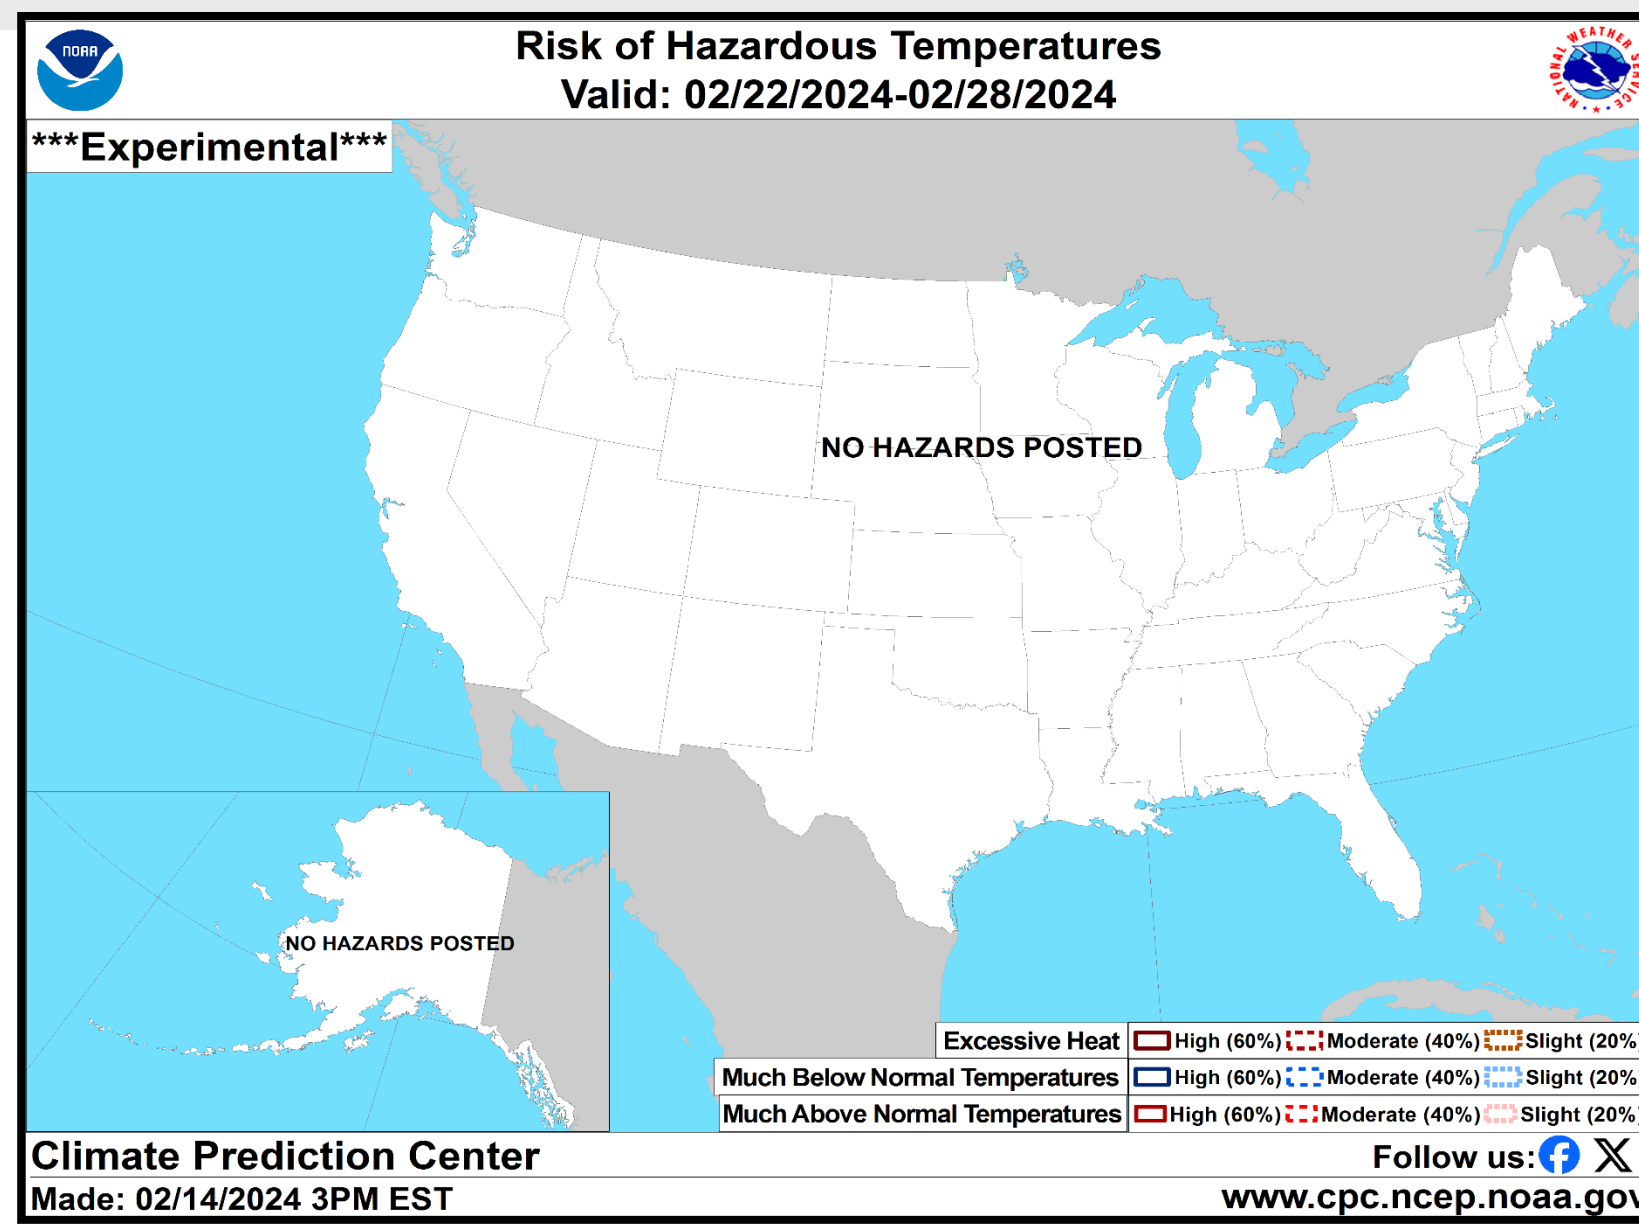 NOAA
Risk of Hazardous Temperatures
Valid: 02/22/2024-02/28/2024
NATIONAL WEATHER SERVICE
***Experimental***
NO HAZARDS POSTED
NO HAZARDS POSTED
Excessive Heat High (60%) Moderate (40%) Slight (20%)
Much Below Normal Temperatures High (60%) Moderate (40%) Slight (20%
Much Above Normal Temperatures High (60%) Moderate (40%) Slight (20%)
Climate Prediction Center
Follow us:
Made: 02/14/2024 3PM EST
www.cpc.ncep.noaa.gov